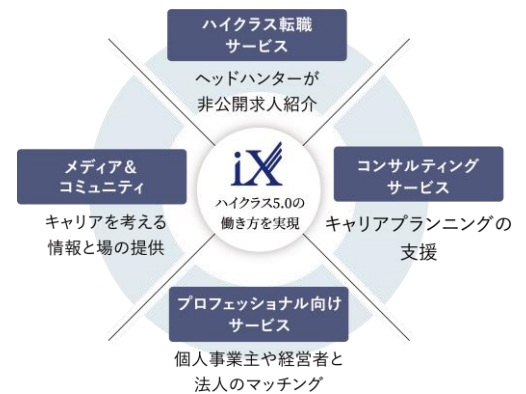 ハイクラス転職
サービス
ヘッドハンターが
非公開求人紹介
メディア＆
コミュニティ
キャリアを考える
情報と場の提供
iX
ハイクラス5.0の
働き方を実現
コンサルティング
サービス
キャリアプランニングの
支援
プロフェッショナル向け
サービス
個人事業主や経営者と
法人のマッチング